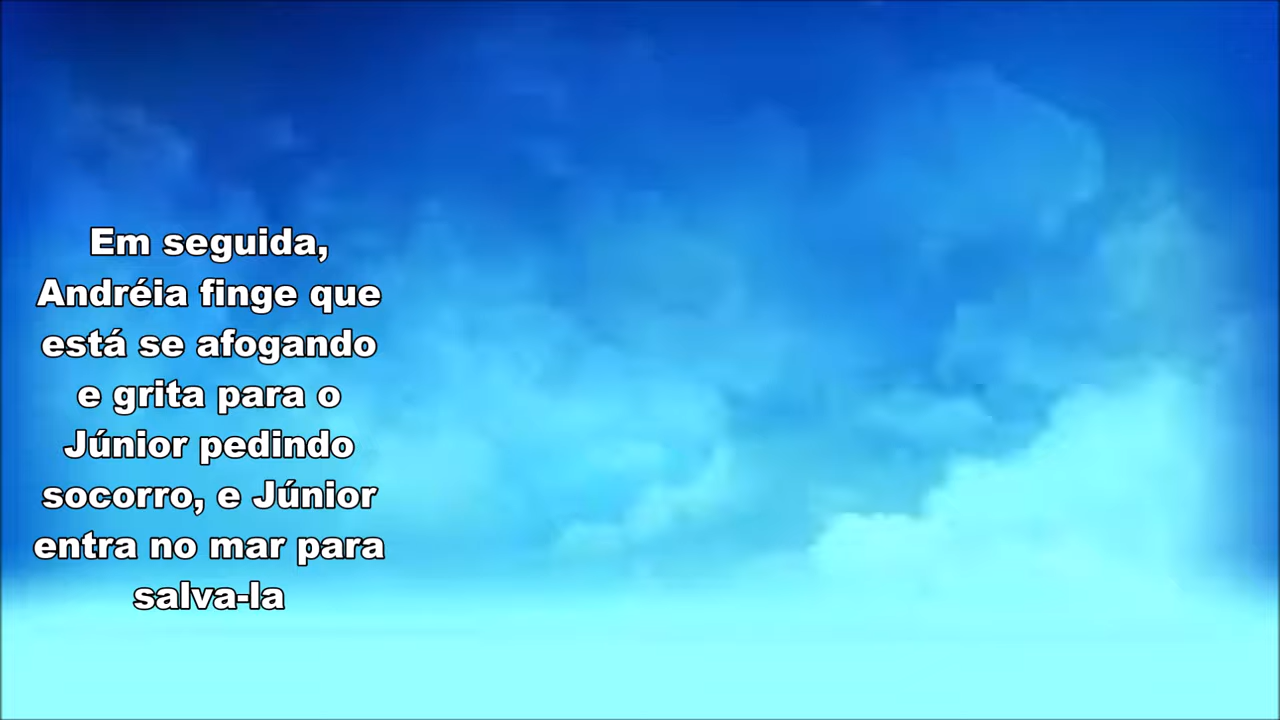 Em seguida,
Andréia finge que
está se afogando
e grita para o
Júnior pedindo
socorro, e Júnior
entra no mar para
salva-la